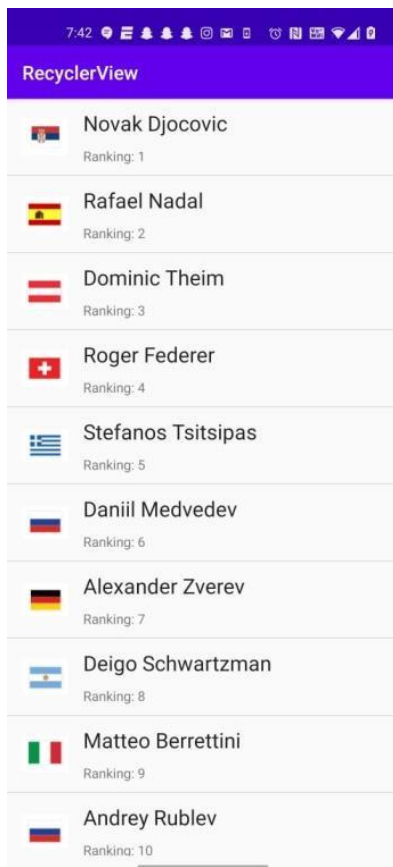 7:42
RecyclerView
Novak Djocovic
Ranking: 1
Rafael Nadal
Ranking: 2
Dominic Theim
Ranking: 3
Roger Federer
Ranking: 4
Stefanos Tsitsipas
Ranking: 5
Daniil Medvedev
Ranking: 6
Alexander Zverev
Ranking: 7
Deigo Schwartzman
Ranking: 8
Matteo Berrettini
Ranking: 9
Andrey Rublev
Ranking: 10